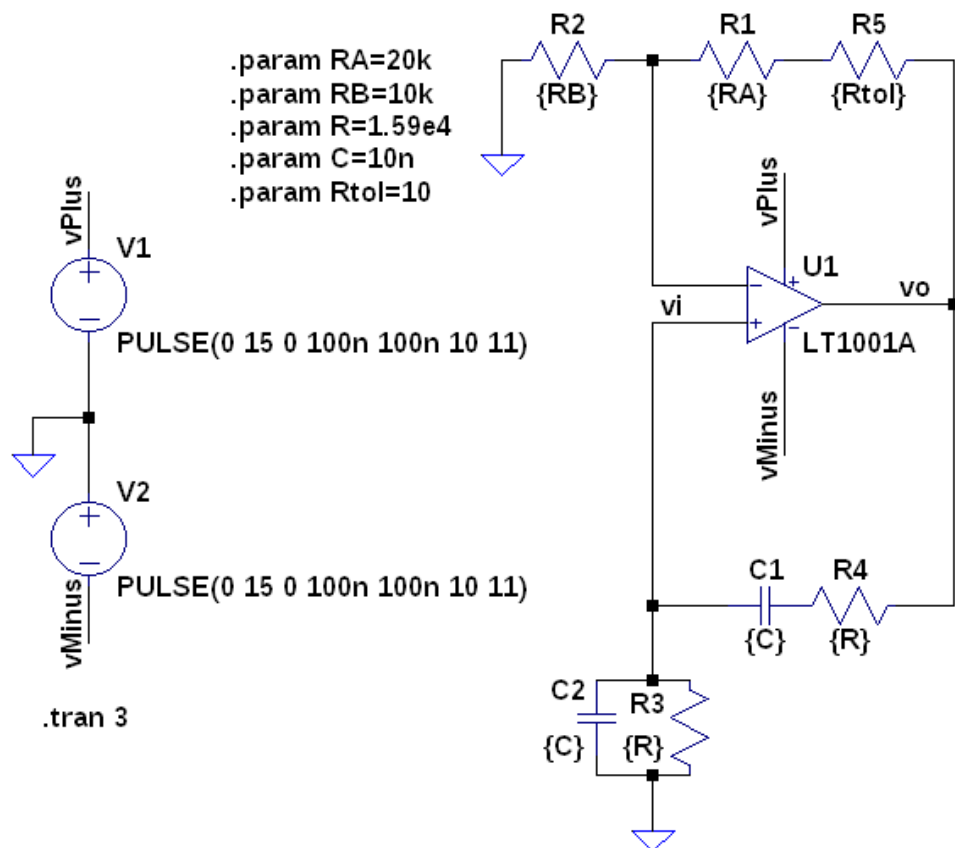 R2
R1
R5
{RB}
{RA}
{Rtol}
.param RA=20k
.param RB=10k
.param R=1.59e4
.param C=10n
.param Rtol=10
vPlus
V1
PULSE(0 15 0 100n 100n 10 11)
vPlus
U1
vi
vo
LT1001A
vMinus
V2
PULSE(0 15 0 100n 100n 10 11)
vMinus
C1
R4
{C}
{R}
C2
R3
{C}
{R}
.tran 3